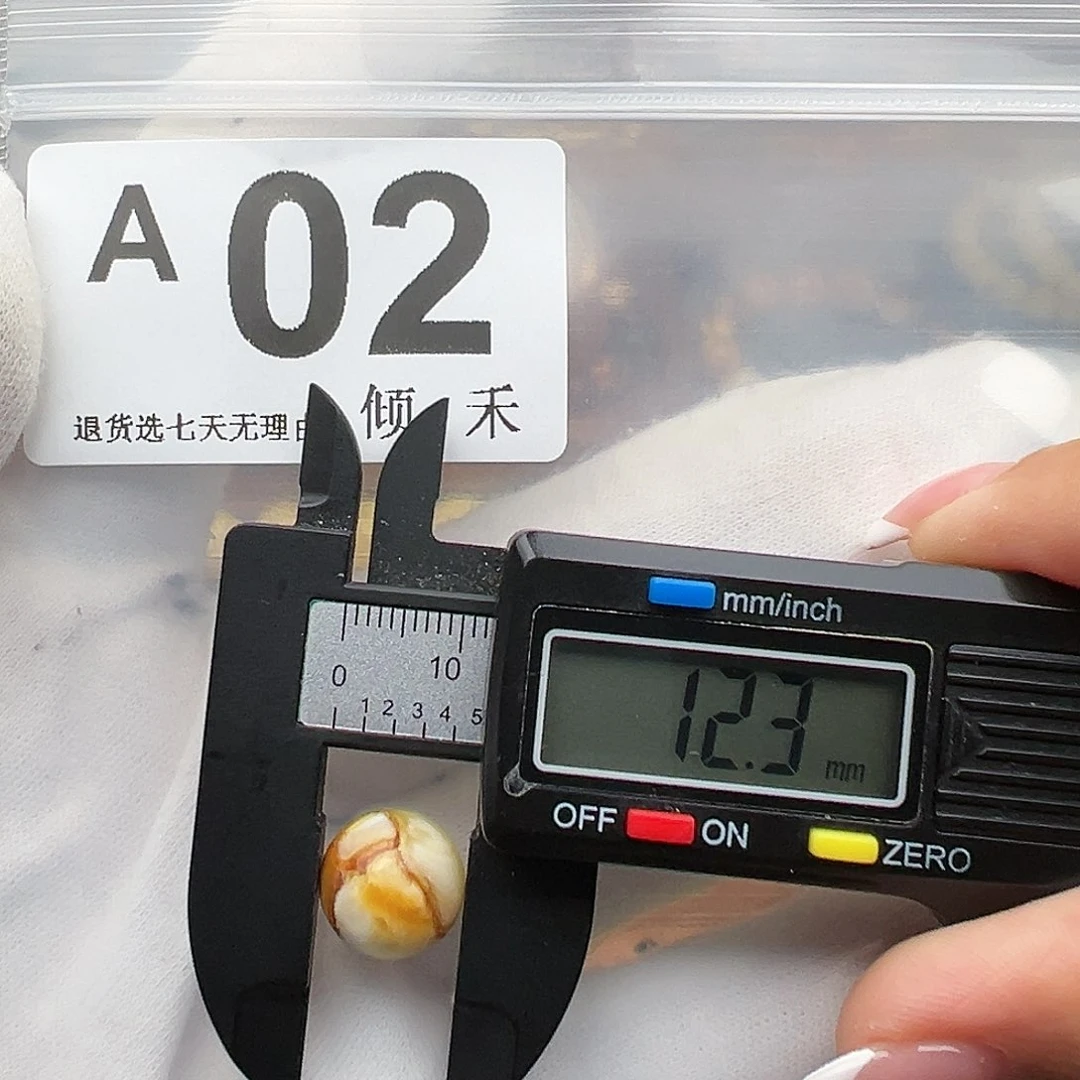 A 02
退货选七天无理由 倾 禾
mm/inch
0 10
1 2 3 4 5
12.3 mm
OFF ON ZERO